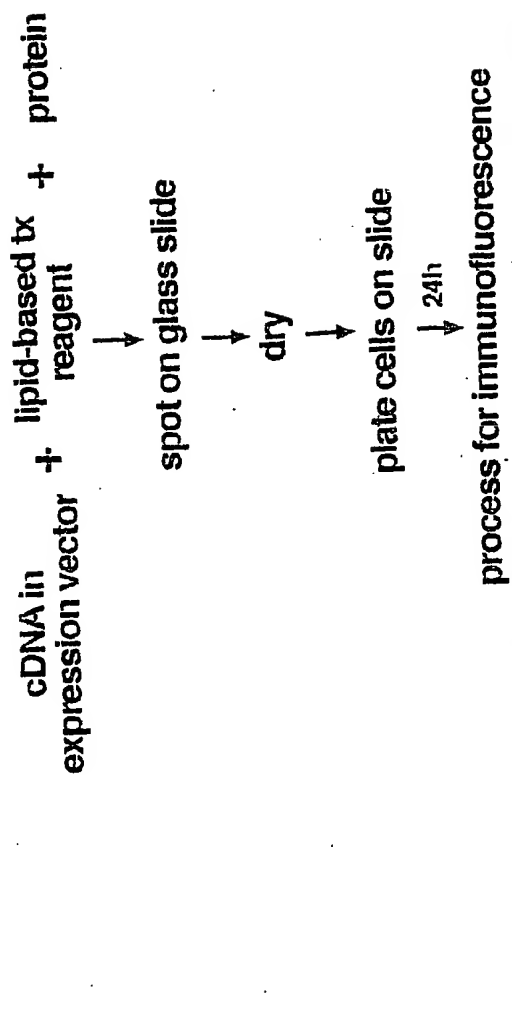 cDNA in
expression vector
+
lipid-based tx
reagent
+
protein
spot on glass slide
dry
plate cells on slide
24h
process for immunofluorescence